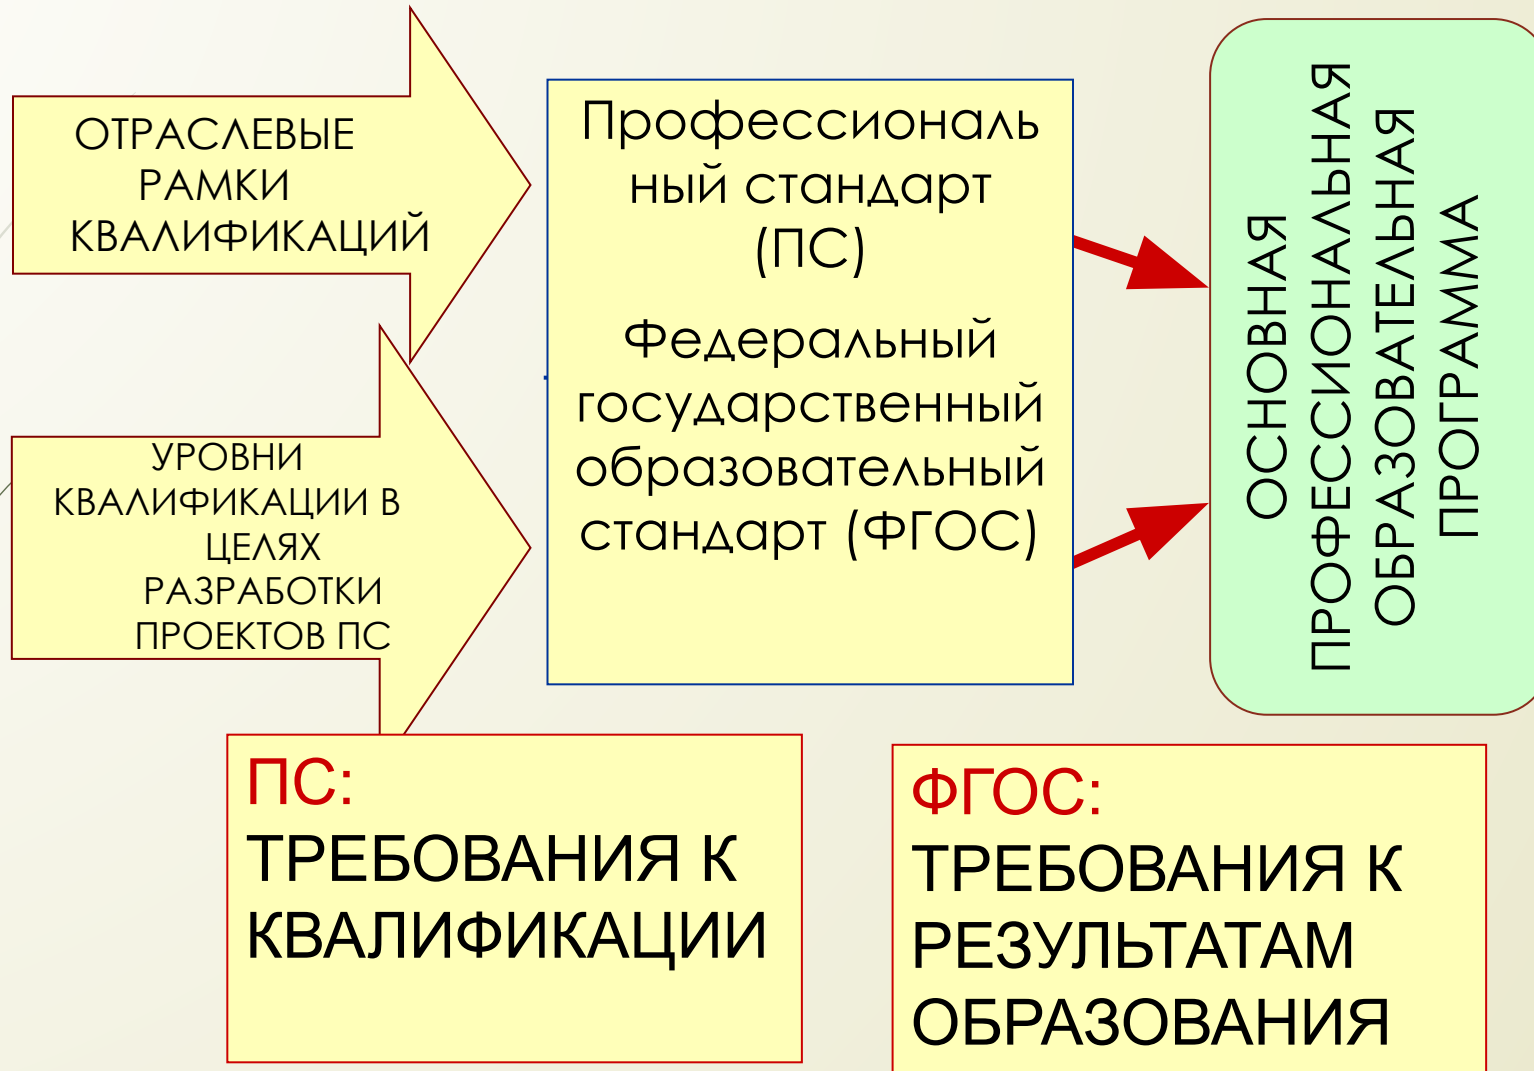 ОТРАСЛЕВЫЕ
РАМКИ
КВАЛИФИКАЦИЙ
УРОВНИ
КВАЛИФИКАЦИИ В
ЦЕЛЯХ
РАЗРАБОТКИ
ПРОЕКТОВ ПС
Профессиональ
ный стандарт
(ПС)
Федеральный
государственный
образовательный
стандарт (ФГОС)
ОСНОВНАЯ
ПРОФЕССИОНАЛЬНАЯ
ОБРАЗОВАТЕЛЬНАЯ
ПРОГРАММА
ПС:
ТРЕБОВАНИЯ К
КВАЛИФИКАЦИИ
ФГОС:
ТРЕБОВАНИЯ К
РЕЗУЛЬТАТАМ
ОБРАЗОВАНИЯ